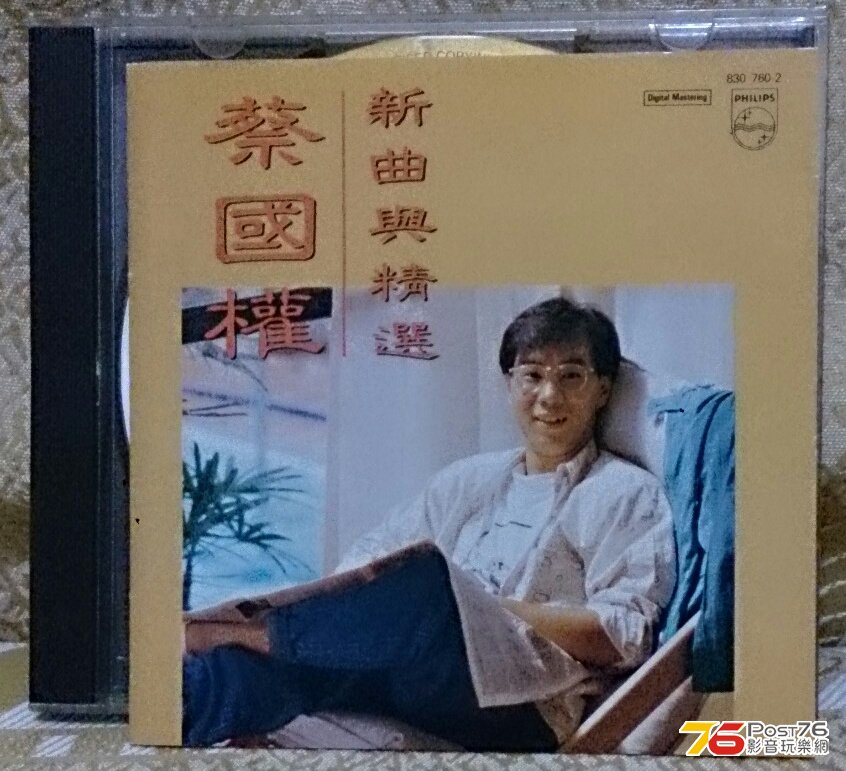 蔡國權
新曲與精選
830 760-2
Digital Mastering
PHILIPS
76 POST76
影音玩樂網